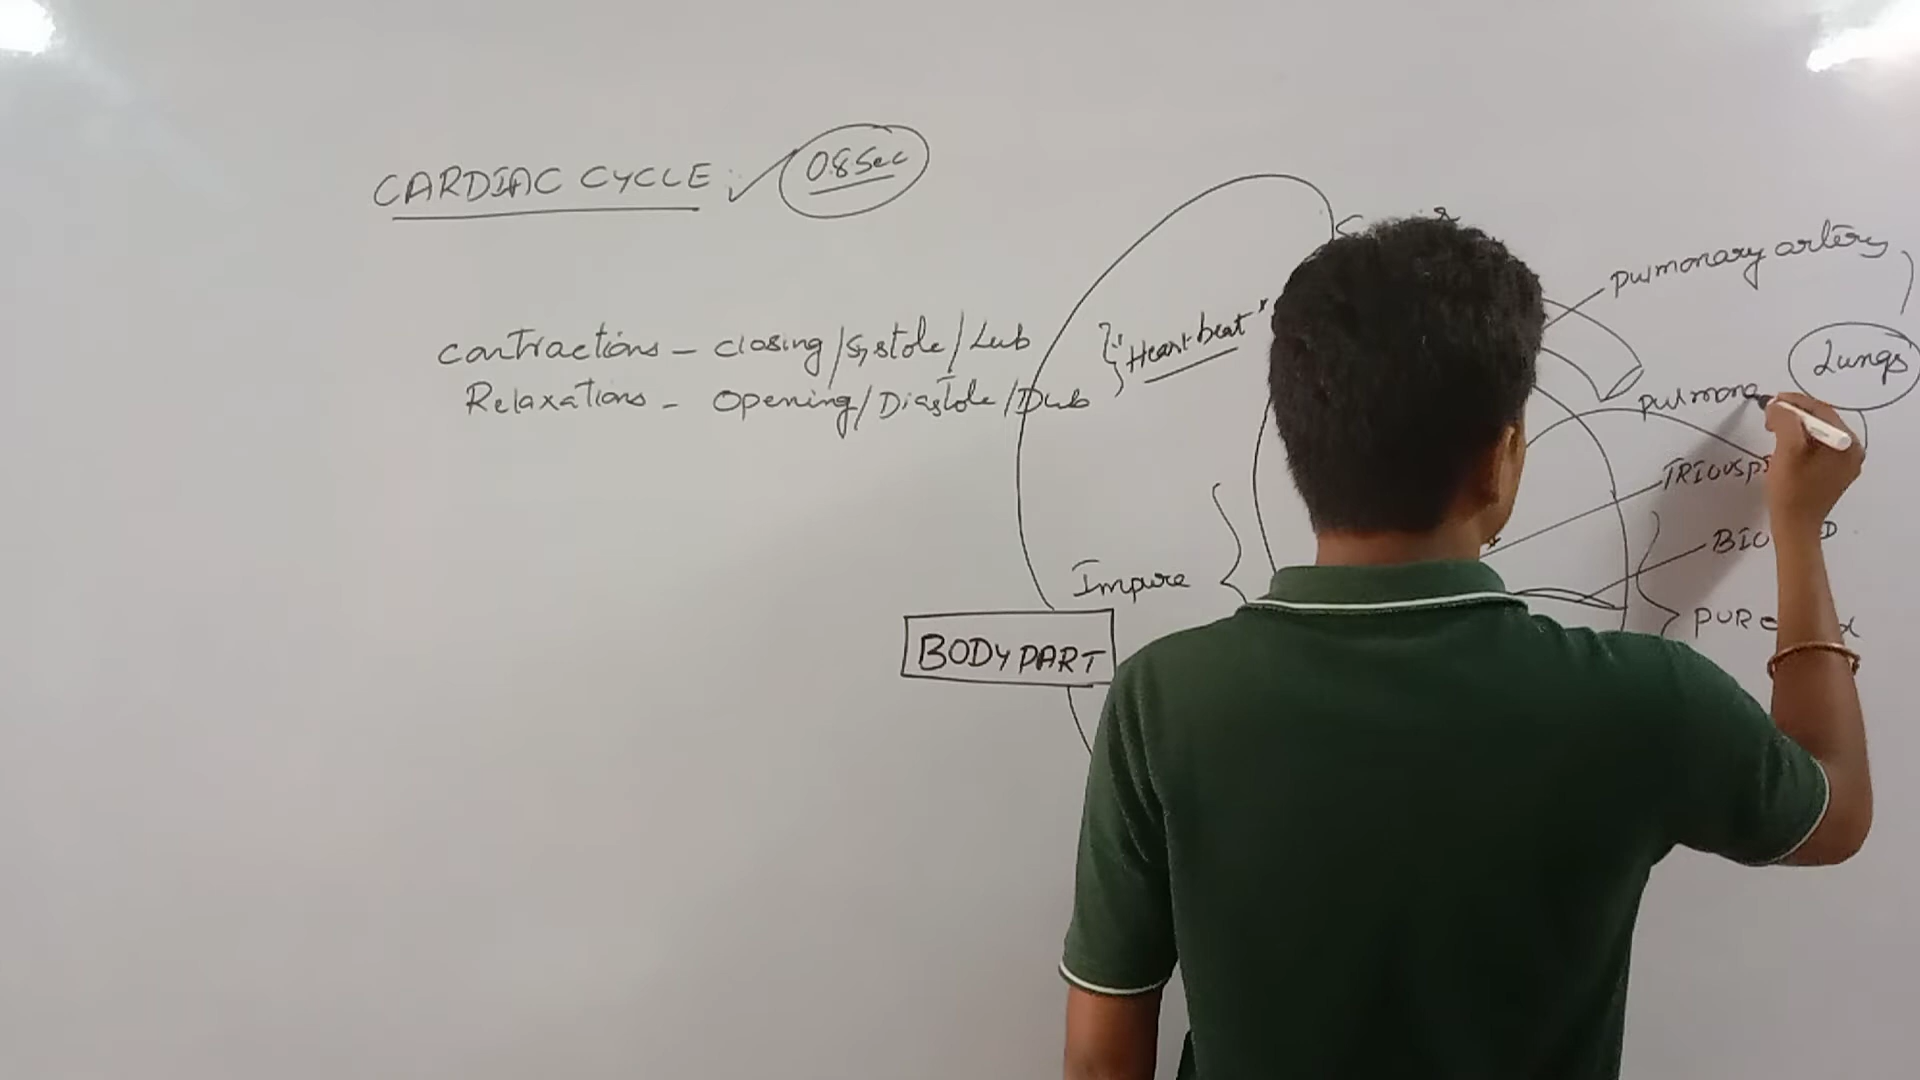 CARDIAC CYCLE : 0.8 Sec
Contractions - closing/Systole/Lub
Relaxations - Opening/Diastole/Dub
"Heart beat"
pulmonary artery
Lungs
pulmona
Impure
BODY PART